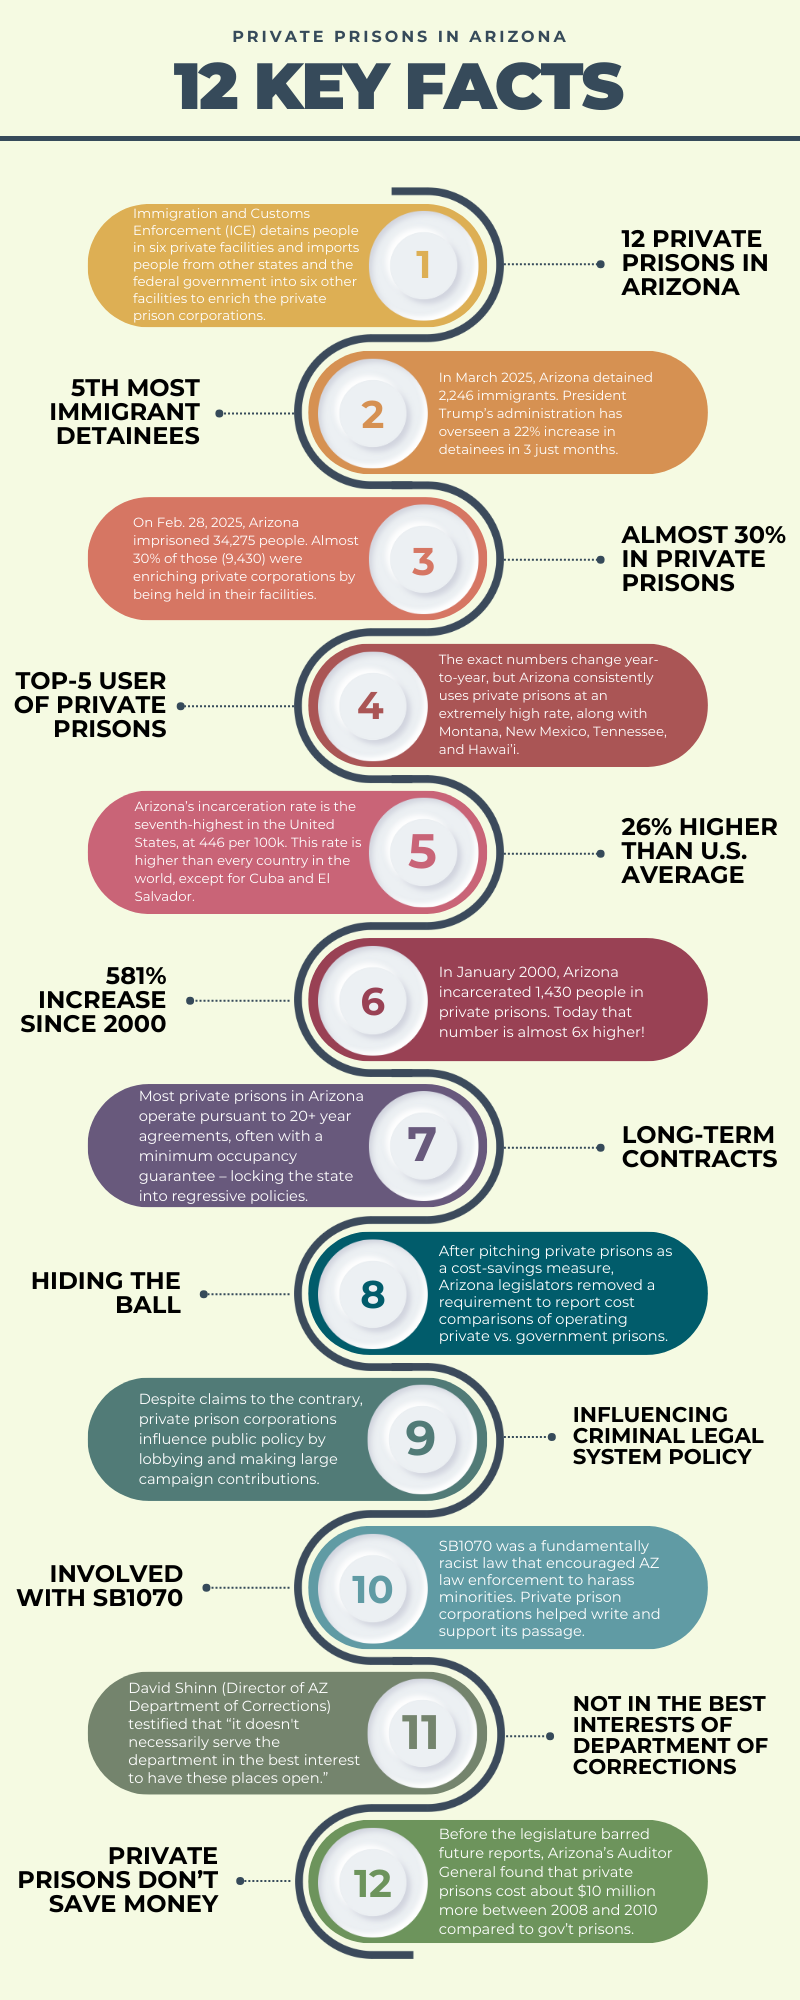 PRIVATE PRISONS IN ARIZONA
12 KEY FACTS
Immigration and Customs
Enforcement (ICE) detains people
in six private facilities and imports
people from other states and the
federal government into six other
facilities to enrich the private
prison corporations.
1
12 PRIVATE
PRISONS IN
ARIZONA
5TH MOST
IMMIGRANT
DETAINEES
2
In March 2025, Arizona detained
2,246 immigrants. President
Trump's administration has
overseen a 22% increase in
detainees in 3 just months.
On Feb. 28, 2025, Arizona
imprisoned 34,275 people. Almost
30% of those (9,430) were
enriching private corporations by
being held in their facilities.
3
ALMOST 30%
IN PRIVATE
PRISONS
TOP-5 USER
OF PRIVATE
PRISONS
4
The exact numbers change year-
to-year, but Arizona consistently
uses private prisons at an
extremely high rate, along with
Montana, New Mexico, Tennessee,
and Hawai'i.
Arizona's incarceration rate is the
seventh-highest in the United
States, at 446 per 100k. This rate is
higher than every country in the
world, except for Cuba and El
Salvador.
5
26% HIGHER
THAN U.S.
AVERAGE
581%
INCREASE
SINCE 2000
6
In January 2000, Arizona
incarcerated 1,430 people in
private prisons. Today that
number is almost 6x higher!
Most private prisons in Arizona
operate pursuant to 20+ year
agreements, often with a
minimum occupancy
guarantee – locking the state
into regressive policies.
7
LONG-TERM
CONTRACTS
HIDING THE
BALL
8
After pitching private prisons as
a cost-savings measure,
Arizona legislators removed a
requirement to report cost
comparisons of operating
private vs. government prisons.
Despite claims to the contrary,
private prison corporations
influence public policy by
lobbying and making large
campaign contributions.
9
INFLUENCING
CRIMINAL LEGAL
SYSTEM POLICY
INVOLVED
WITH SB1070
10
SB1070 was a fundamentally
racist law that encouraged AZ
law enforcement to harass
minorities. Private prison
corporations helped write and
support its passage.
David Shinn (Director of AZ
Department of Corrections)
testified that “it doesn't
necessarily serve the
department in the best interest
to have these places open.”
11
NOT IN THE BEST
INTERESTS OF
DEPARTMENT OF
CORRECTIONS
PRIVATE
PRISONS DON'T
SAVE MONEY
12
Before the legislature barred
future reports, Arizona's Auditor
General found that private
prisons cost about $10 million
more between 2008 and 2010
compared to gov't prisons.